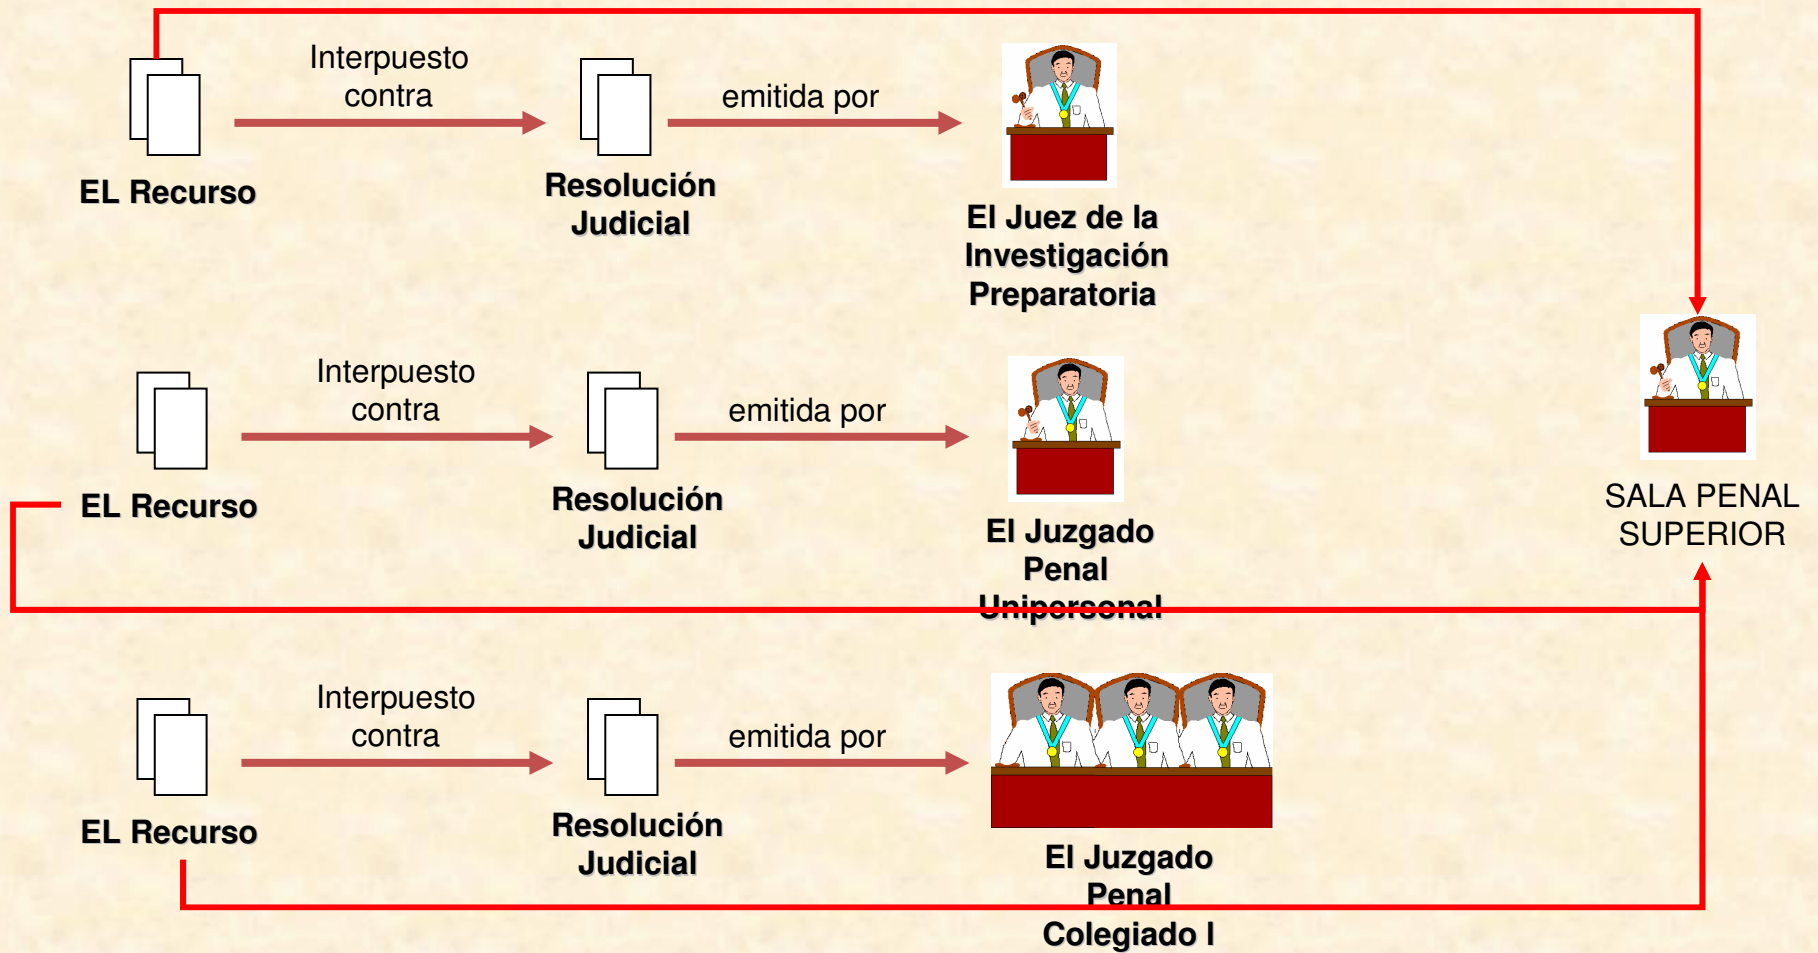 Interpuesto
contra
emitida por
EL Recurso
Resolución
Judicial
El Juez de la
Investigación
Preparatoria
Interpuesto
contra
emitida por
EL Recurso
Resolución
Judicial
El Juzgado
Penal
Unipersonal
SALA PENAL
SUPERIOR
Interpuesto
contra
emitida por
EL Recurso
Resolución
Judicial
El Juzgado
Penal
Colegiado l